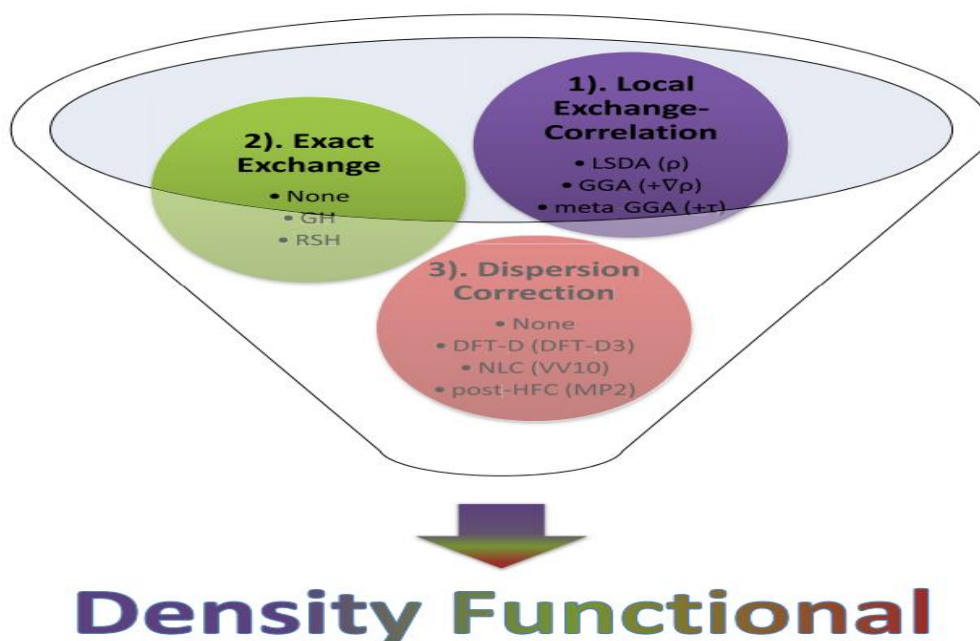 1). Local
Exchange-
Correlation
• LSDA (ρ)
• GGA (+∇ρ)
• meta GGA (+τ)
2). Exact
Exchange
• None
• GH
• RSH
3). Dispersion
Correction
• None
• DFT-D (DFT-D3)
• NLC (VV10)
• post-HFC (MP2)
Density Functional